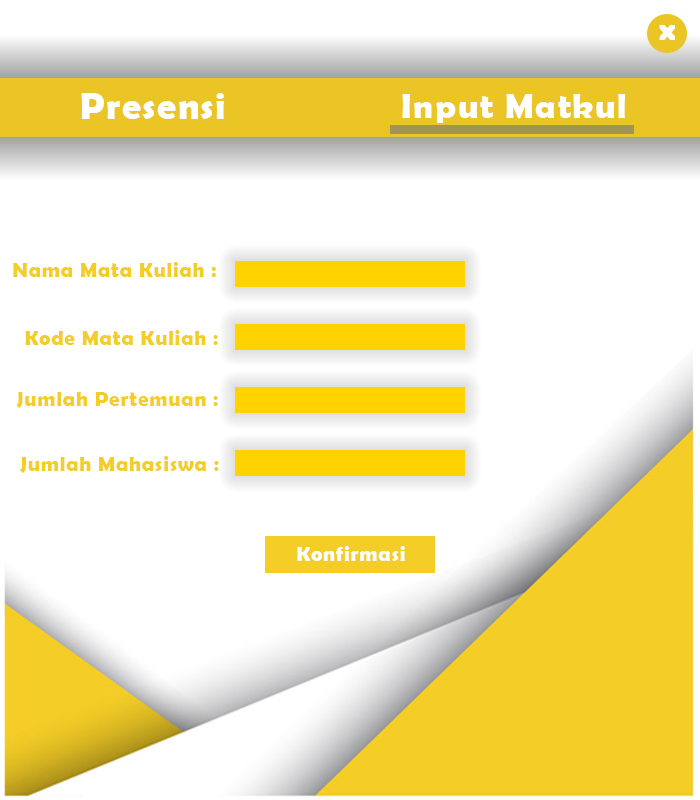 x
Presensi Input Matkul
Nama Mata Kuliah :
Kode Mata Kuliah :
Jumlah Pertemuan :
Jumlah Mahasiswa :
Konfirmasi